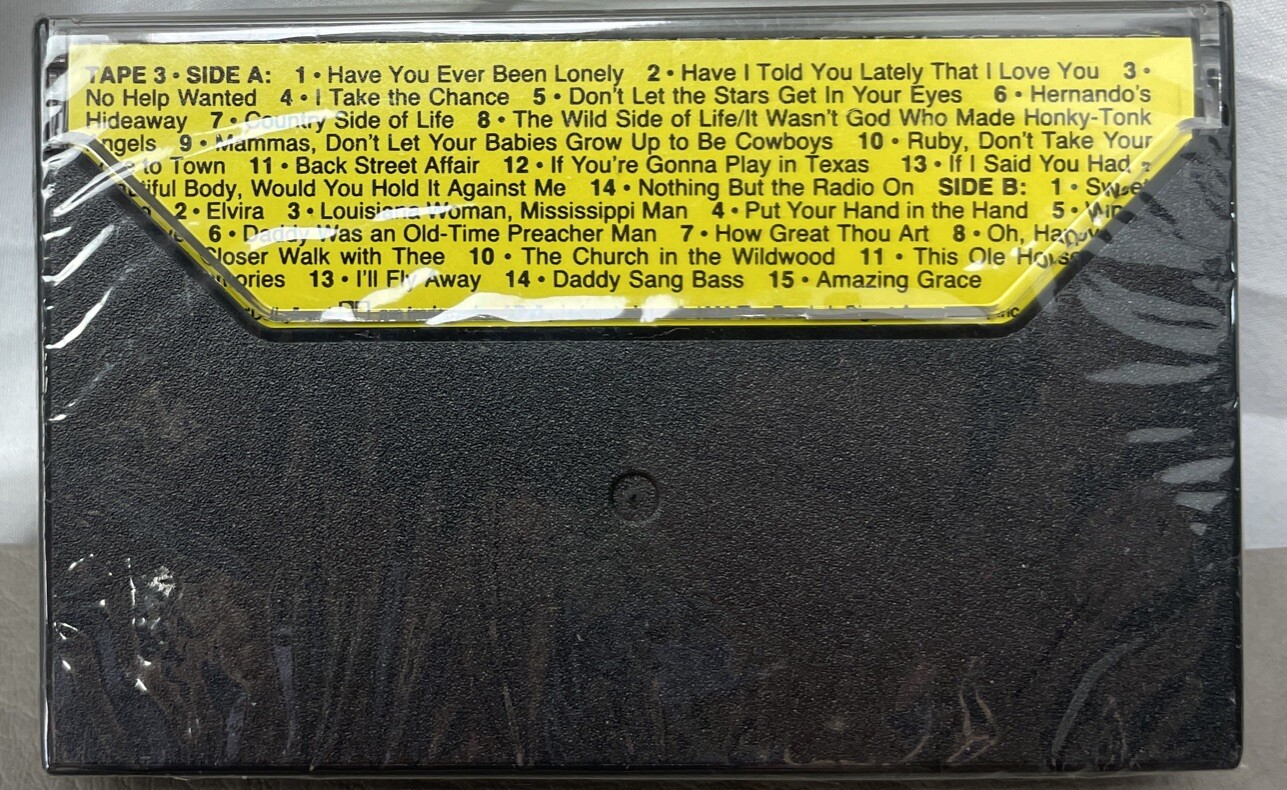 TAPE 3 • SIDE A: 1 • Have You Ever Been Lonely 2 • Have I Told You Lately That I Love You 3 •
No Help Wanted 4 • I Take the Chance 5 • Don't Let the Stars Get In Your Eyes 6 • Hernando's
Hideaway 7 • Country Side of Life 8 • The Wild Side of Life/It Wasn't God Who Made Honky-Tonk
Angels 9 • Mammas, Don't Let Your Babies Grow Up to Be Cowboys 10 • Ruby, Don't Take Your
to Town 11 • Back Street Affair 12 • If You're Gonna Play in Texas 13 • If I Said You Had a
Body, Would You Hold It Against Me 14 • Nothing But the Radio On SIDE B: 1 •
2 • Elvira 3 • Louisiana Woman, Mississippi Man 4 • Put Your Hand in the Hand 5 •
6 • Daddy Was an Old-Time Preacher Man 7 • How Great Thou Art 8 • Oh,
Closer Walk with Thee 10 • The Church in the Wildwood 11 • This Ole House
13 • I'll Fly Away 14 • Daddy Sang Bass 15 • Amazing Grace